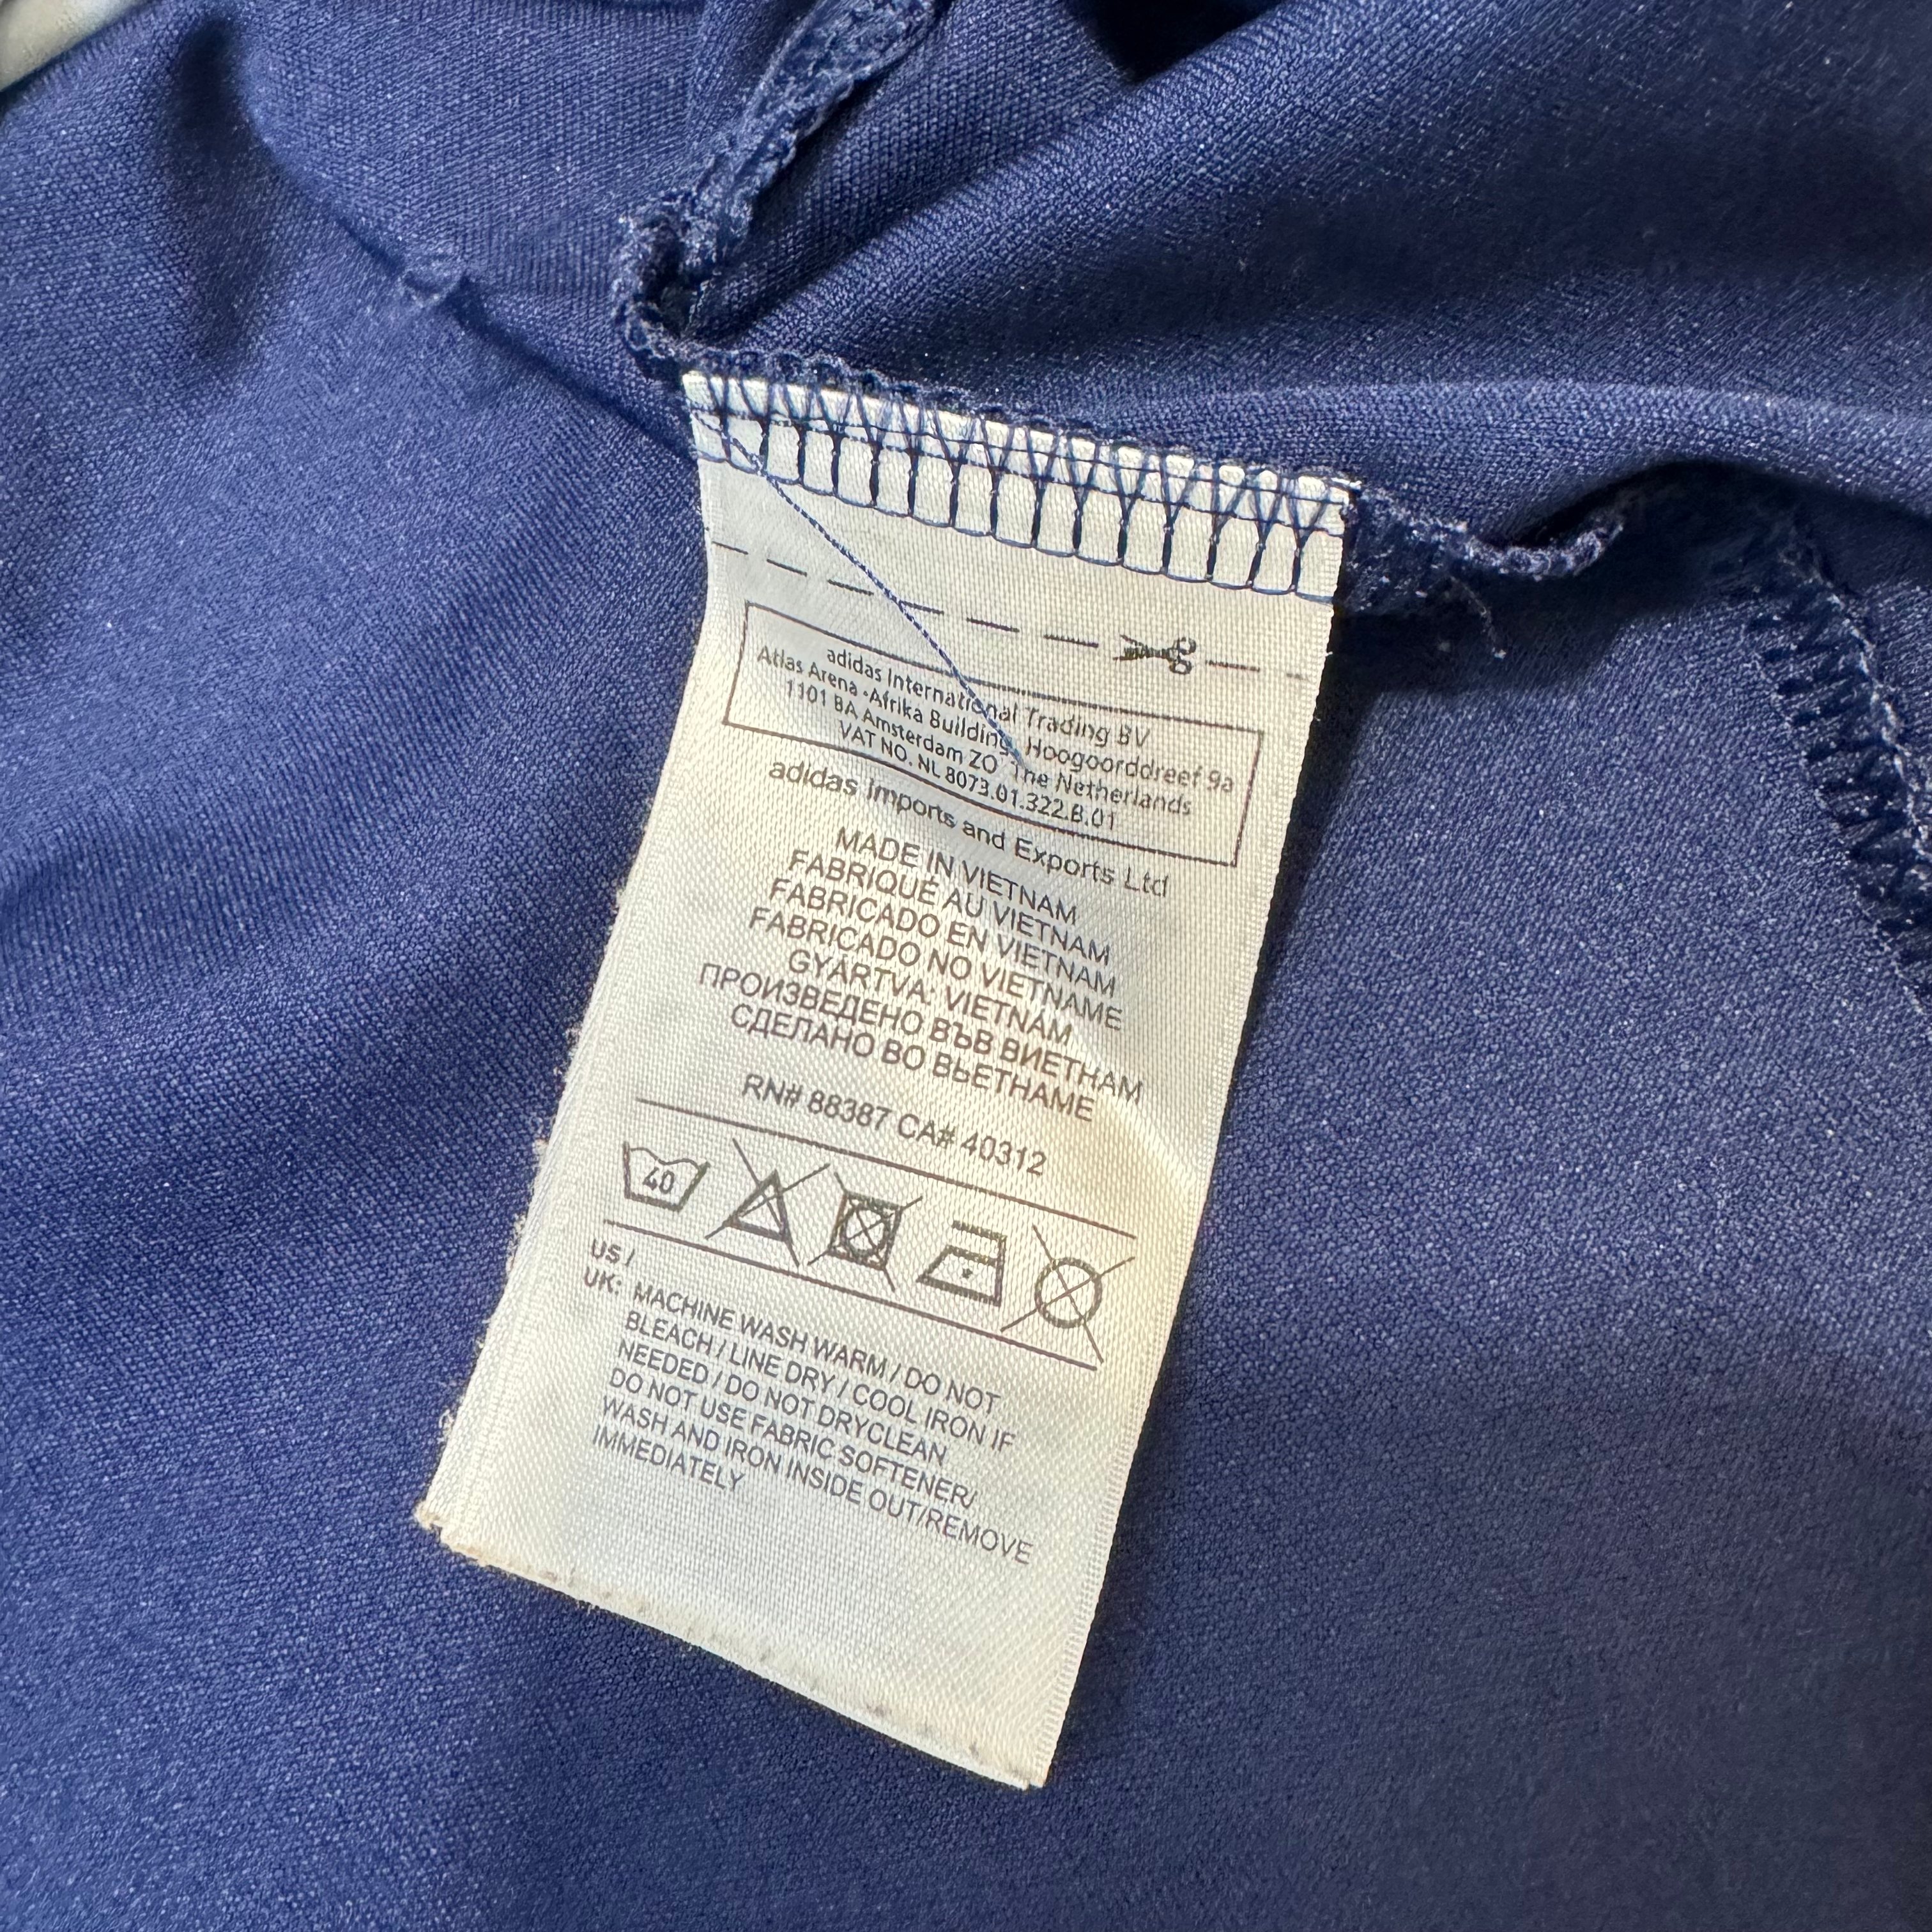 adidas International Trading BV
Atlas Arena -Afrika Building, Hoogoorddreef 9a
1101 BA Amsterdam ZO The Netherlands
VAT NO. NL 8073.01.322.B.01
adidas Imports and Exports Ltd
MADE IN VIETNAM
FABRIQUÉ AU VIETNAM
FABRICADO EN VIETNAM
FABRICADO NO VIETNAME
GYÁRTVA: VIETNAM
ПРОИЗВЕДЕНО ВЪВ ВИЕТНАМ
СДЕЛАНО ВО ВЬЕТНАМЕ
RN# 88387 CA# 40312
40
US /
UK: MACHINE WASH WARM / DO NOT
BLEACH / LINE DRY / COOL IRON IF
NEEDED / DO NOT DRYCLEAN
DO NOT USE FABRIC SOFTENER/
WASH AND IRON INSIDE OUT/REMOVE
IMMEDIATELY